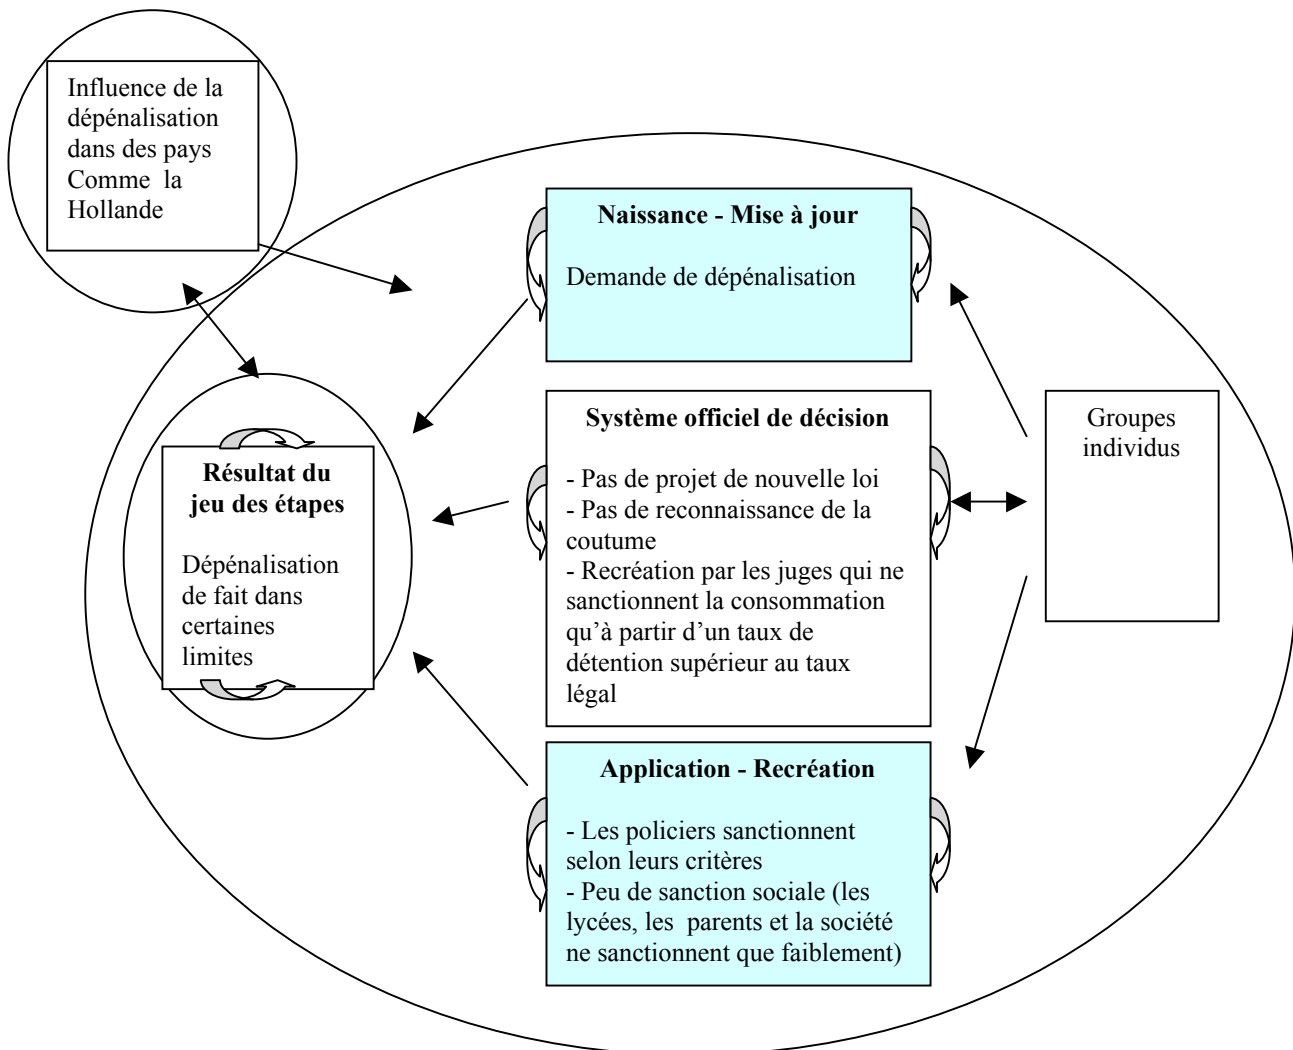 Influence de la
dépénalisation
dans des pays
Comme la
Hollande
Naissance - Mise à jour
Demande de dépénalisation
Système officiel de décision
- Pas de projet de nouvelle loi
- Pas de reconnaissance de la
coutume
- Recréation par les juges qui ne
sanctionnent la consommation
qu’à partir d’un taux de
détention supérieur au taux
légal
Groupes
individus
Résultat du
jeu des étapes
Dépénalisation
de fait dans
certaines
limites
Application - Recréation
- Les policiers sanctionnent
selon leurs critères
- Peu de sanction sociale (les
lycées, les parents et la société
ne sanctionnent que faiblement)